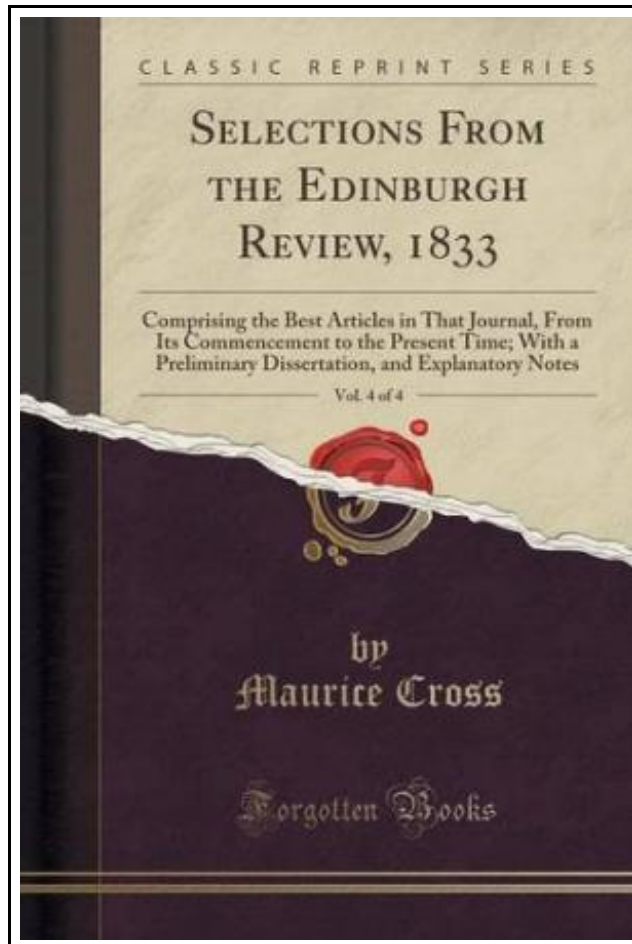 CLASSIC REPRINT SERIES
SELECTIONS FROM
THE EDINBURGH
REVIEW, 1833
Comprising the Best Articles in That Journal, From
Its Commencement to the Present Time; With a
Preliminary Dissertation, and Explanatory Notes
Vol. 4 of 4
by
Maurice Cross
Forgotten Books